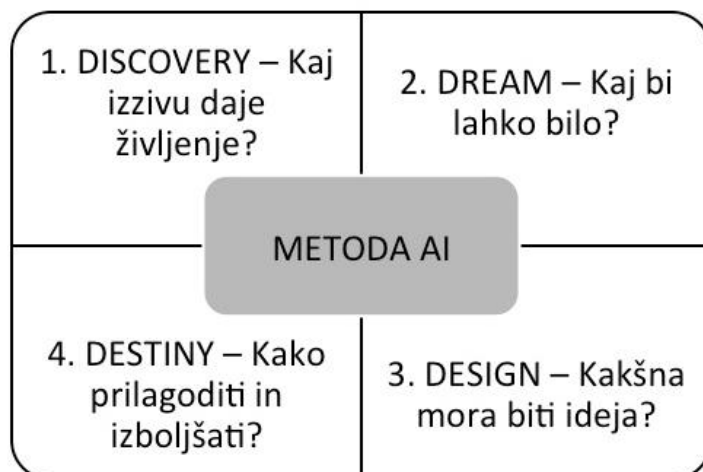 1. DISCOVERY – Kaj
izzivu daje
življenje?
2. DREAM – Kaj bi
lahko bilo?
METODA AI
4. DESTINY – Kako
prilagoditi in
izboljšati?
3. DESIGN – Kakšna
mora biti ideja?